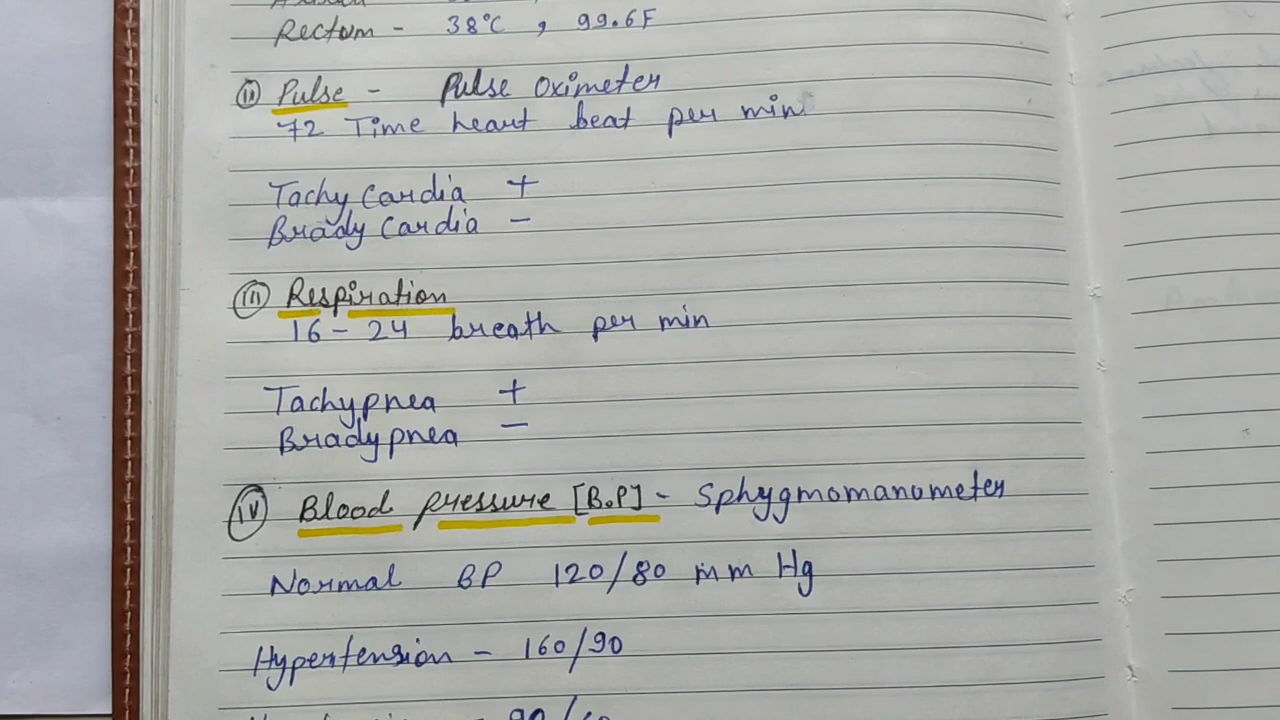 Rectum - 38°C , 99.6F
(ii) Pulse - Pulse Oximeter
72 Time heart beat per min
Tachy Cardia +
Brady Cardia -
(iii) Respiration
16 - 24 breath per min
Tachypnea +
Bradypnea -
(iv) Blood pressure [B.P] - Sphygmomanometer
Normal BP 120/80 mm Hg
Hypertension - 160/90